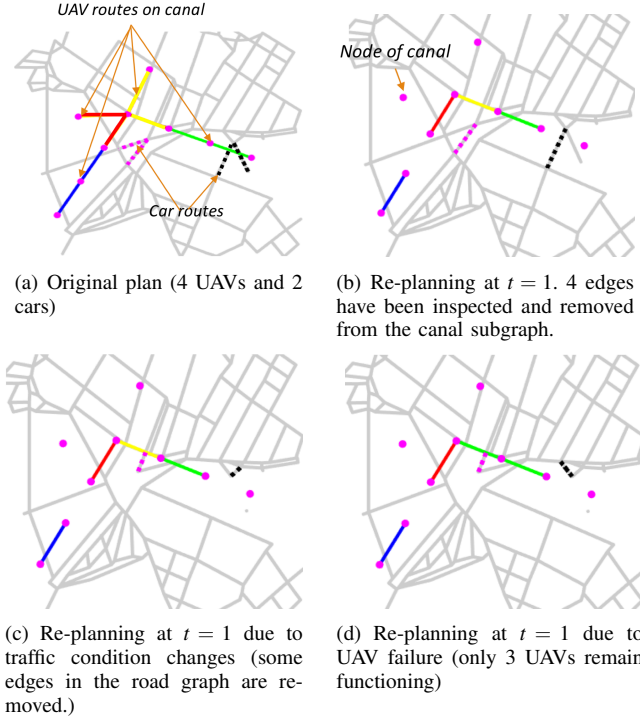 UAV routes on canal
Car routes
Node of canal
(a) Original plan (4 UAVs and 2
cars)
(b) Re-planning at t = 1. 4 edges
have been inspected and removed
from the canal subgraph.
(c) Re-planning at t = 1 due to
traffic condition changes (some
edges in the road graph are re-
moved.)
(d) Re-planning at t = 1 due to
UAV failure (only 3 UAVs remain
functioning)